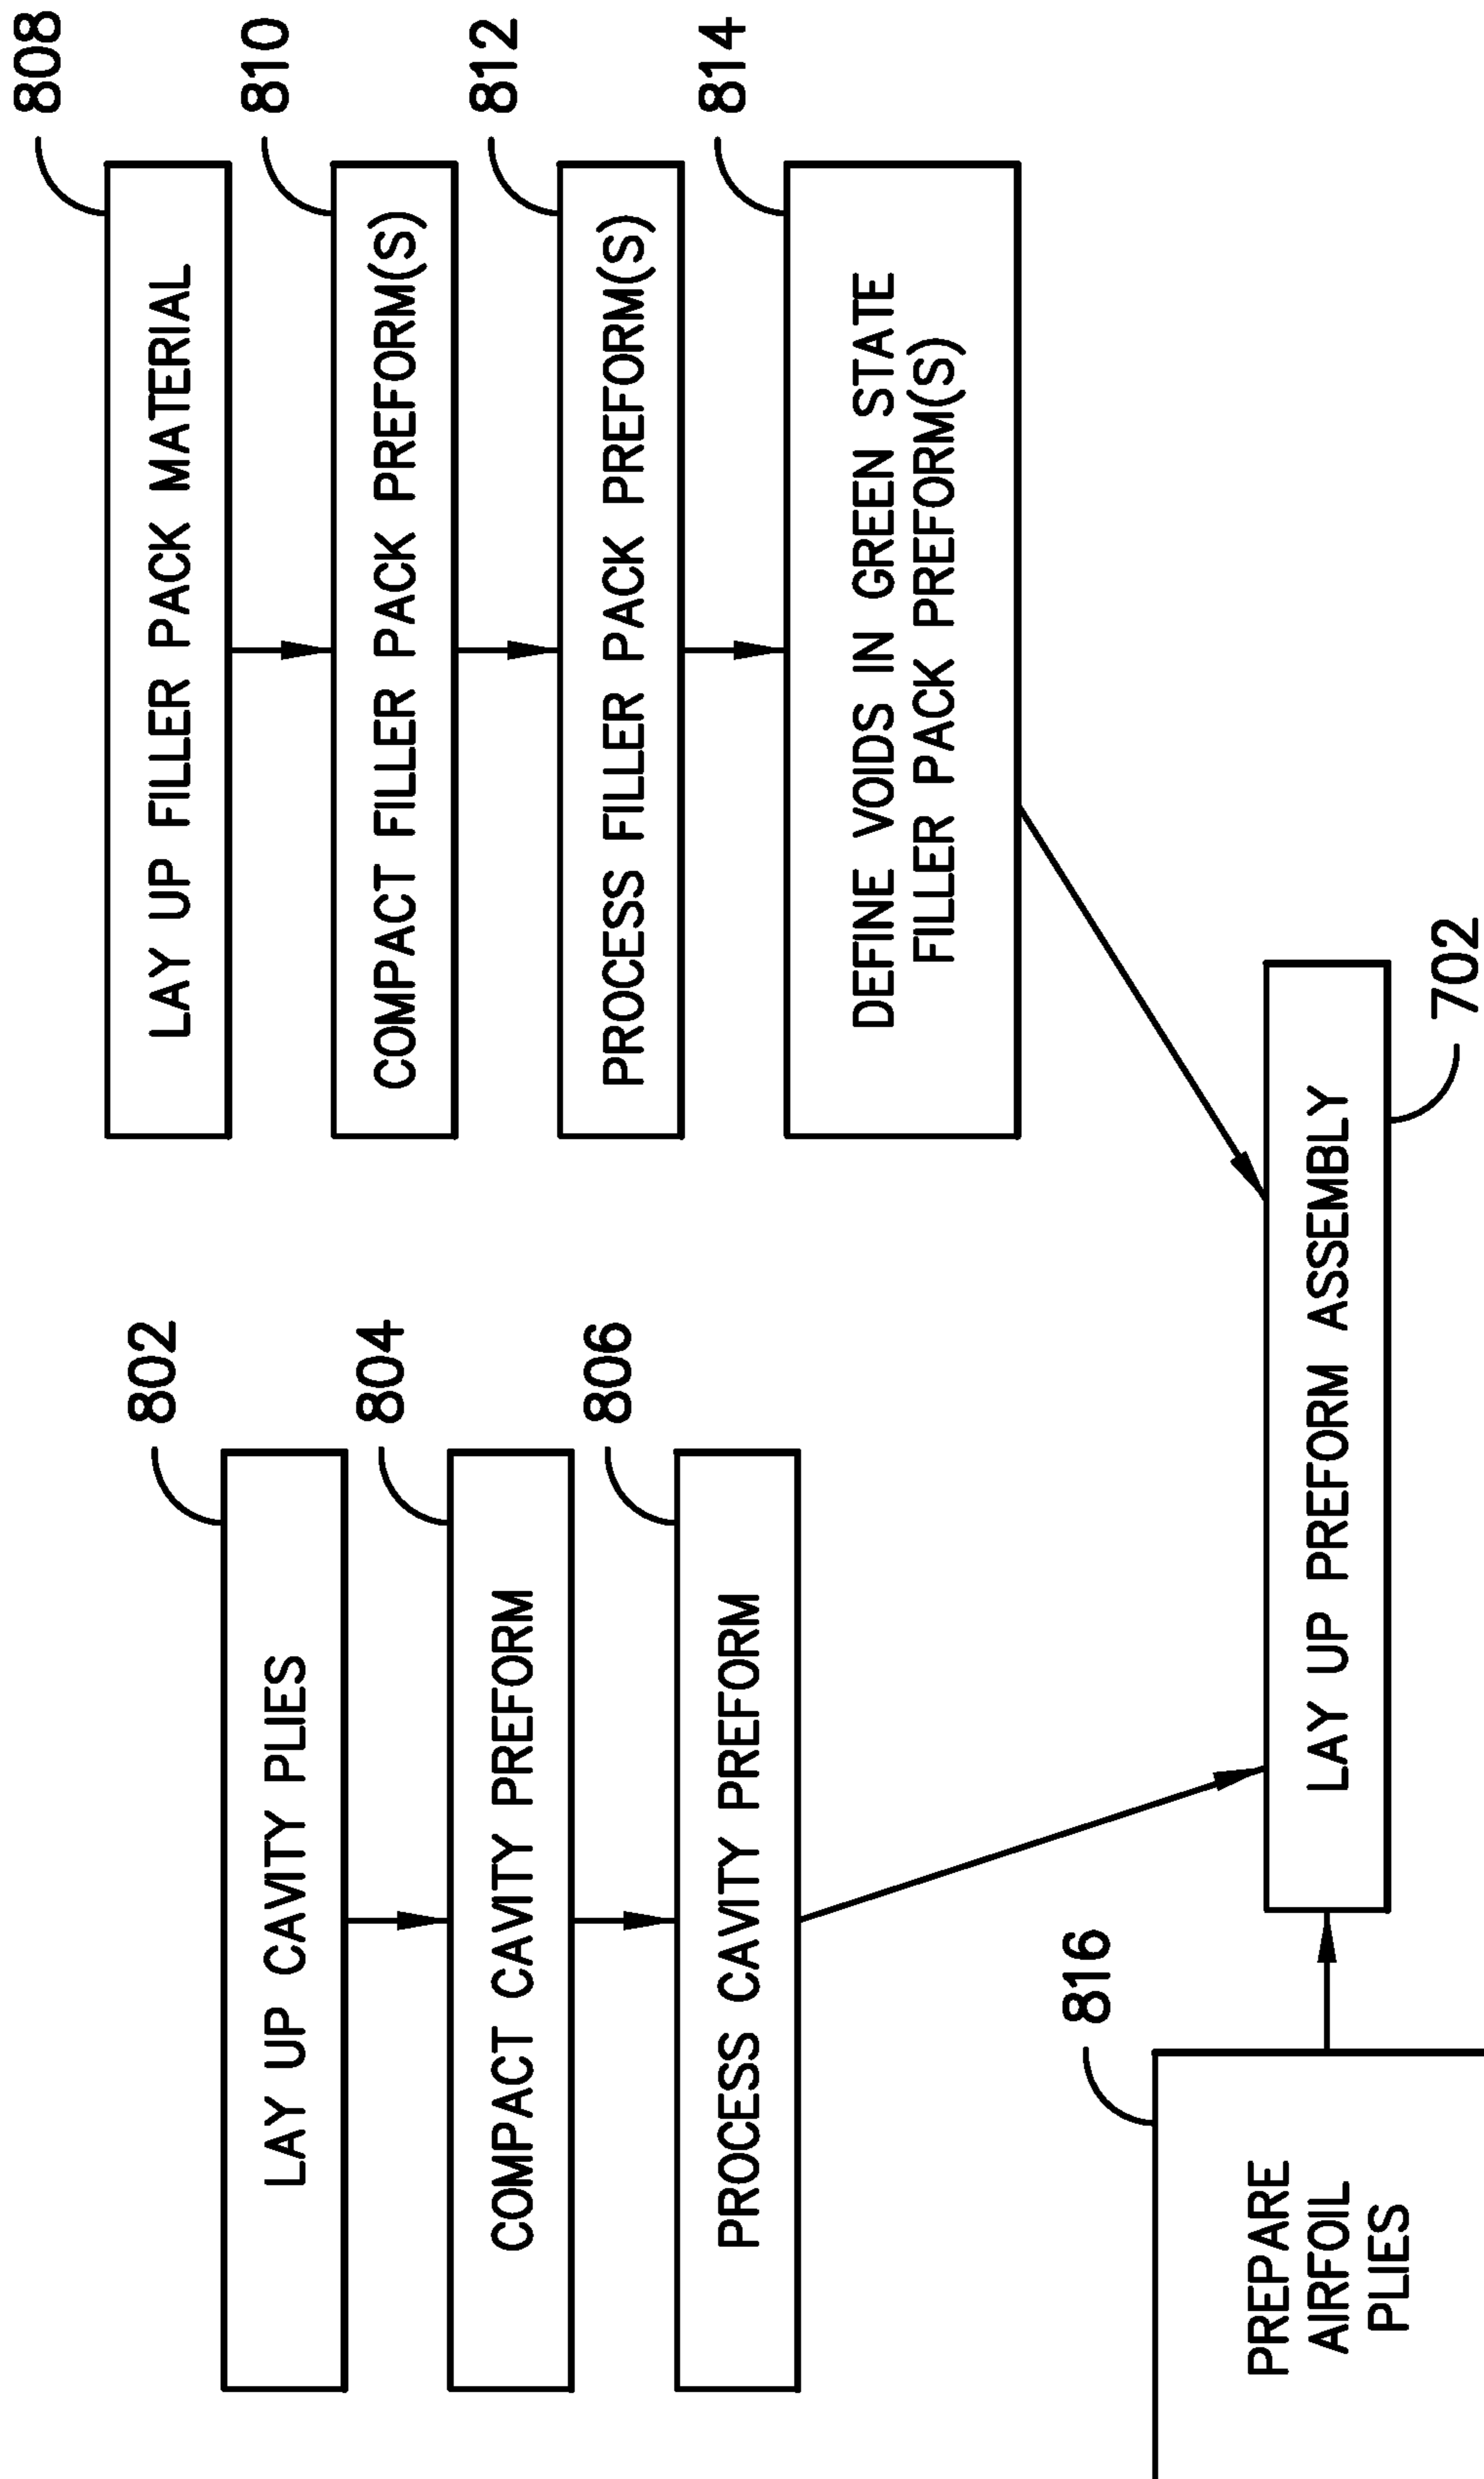 802
LAY UP CAVITY PLIES
804
COMPACT CAVITY PREFORM
806
PROCESS CAVITY PREFORM
808
LAY UP FILLER PACK MATERIAL
810
COMPACT FILLER PACK PREFORM(S)
812
PROCESS FILLER PACK PREFORM(S)
814
DEFINE VOIDS IN GREEN STATE
FILLER PACK PREFORM(S)
816
PREPARE
AIRFOIL
PLIES
LAY UP PREFORM ASSEMBLY
702